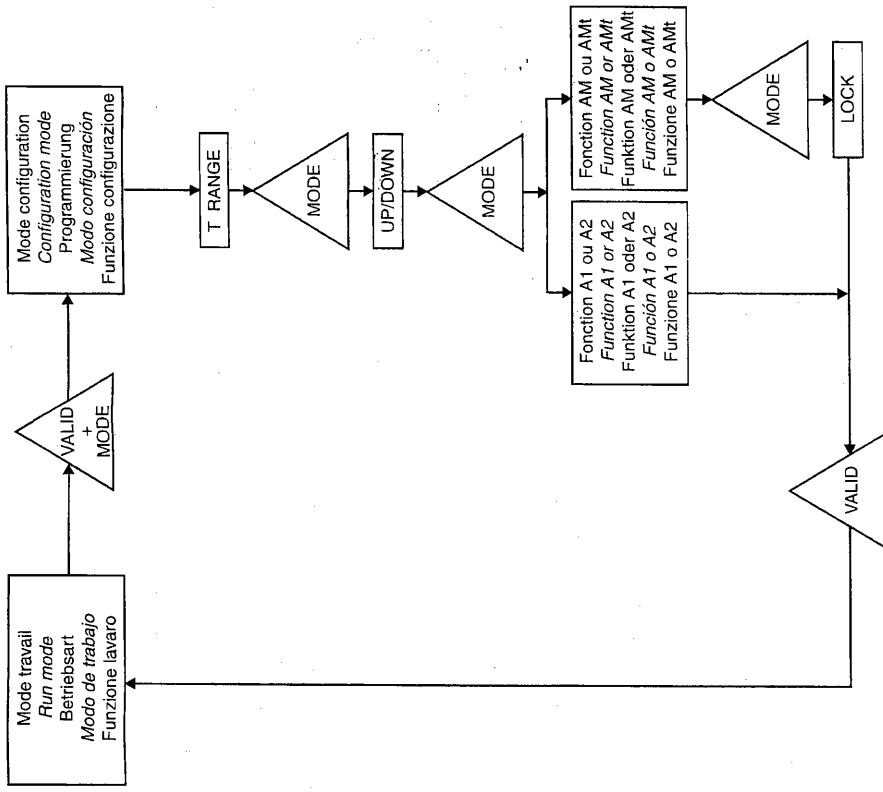 Mode travail
Run mode
Betriebsart
Modo de trabajo
Funzione lavaro
VALID
+
MODE
Mode configuration
Configuration mode
Programmierung
Modo configuración
Funzione configurazione
T RANGE
MODE
UP/DOWN
MODE
Fonction A1 ou A2
Function A1 or A2
Funktion A1 oder A2
Función A1 o A2
Funzione A1 o A2
Fonction AM ou AMt
Function AM or AMt
Funktion AM oder AMt
Función AM o AMt
Funzione AM o AMt
MODE
LOCK
VALID